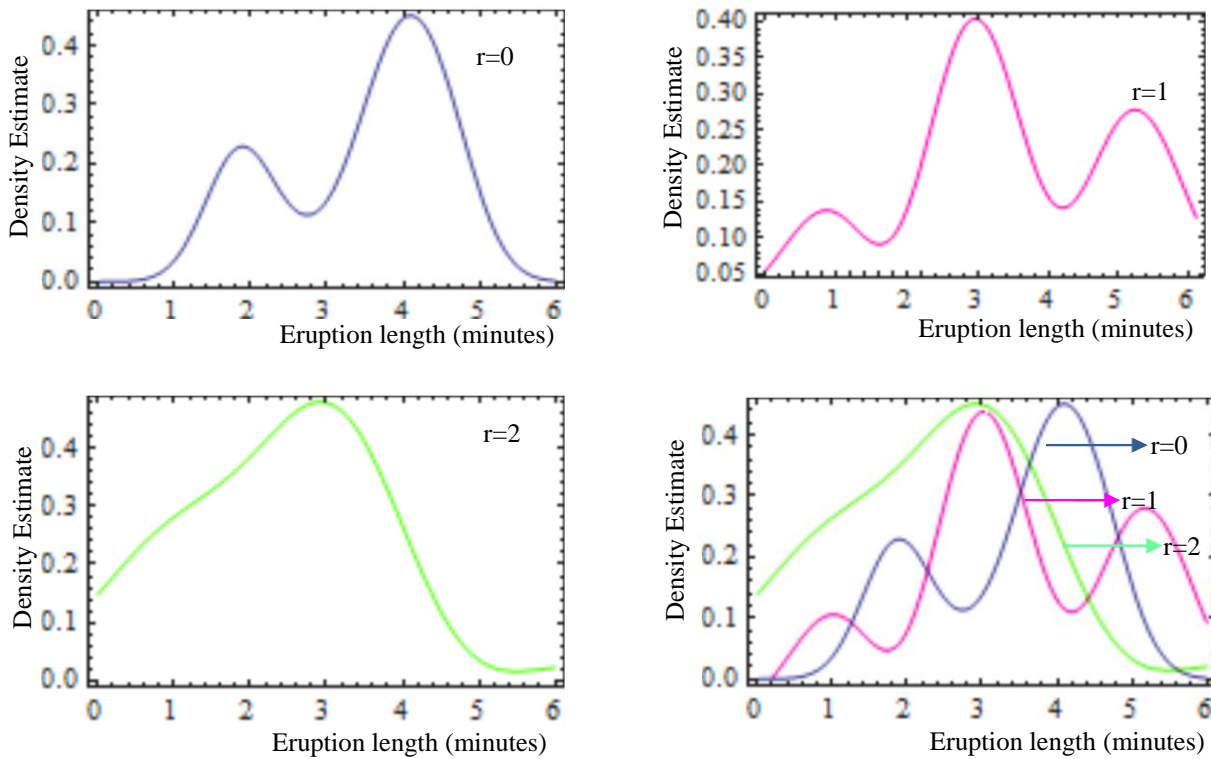 Density Estimate
0.4
0.3
0.2
0.1
0.0
r=0
0 1 2 3 4 5 6
Eruption length (minutes)
Density Estimate
0.40
0.35
0.30
0.25
0.20
0.15
0.10
0.05
r=1
0 1 2 3 4 5 6
Eruption length (minutes)
Density Estimate
0.4
0.3
0.2
0.1
0.0
r=2
0 1 2 3 4 5 6
Eruption length (minutes)
Density Estimate
0.4
0.3
0.2
0.1
0.0
r=0
r=1
r=2
0 1 2 3 4 5 6
Eruption length (minutes)